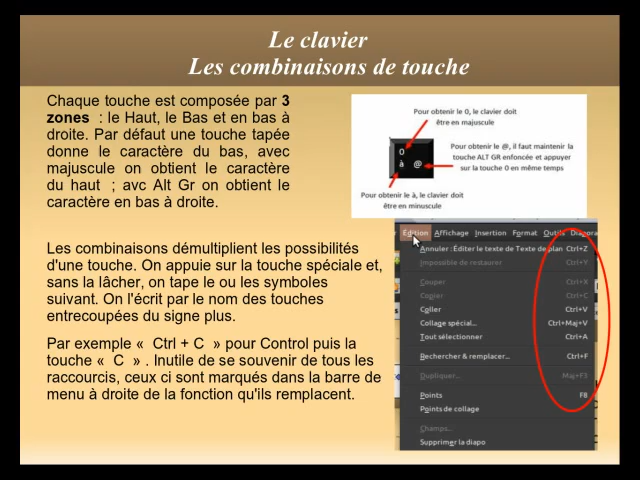 Le clavier
Les combinaisons de touche
Chaque touche est composée par 3
zones : le Haut, le Bas et en bas à
droite. Par défaut une touche tapée
donne le caractère du bas, avec
majuscule on obtient le caractère
du haut ; avc Alt Gr on obtient le
caractère en bas à droite.
Pour obtenir le 0, le clavier doit
être en majuscule
0
à @
Pour obtenir le @, il faut maintenir la
touche ALT GR enfoncée et appuyer
sur la touche 0 en même temps
Pour obtenir le à, le clavier doit
être en minuscule
Les combinaisons démultiplient les possibilités
d'une touche. On appuie sur la touche spéciale et,
sans la lâcher, on tape le ou les symboles
suivant. On l'écrit par le nom des touches
entrecoupées du signe plus.
Par exemple « Ctrl + C » pour Control puis la
touche « C » . Inutile de se souvenir de tous les
raccourcis, ceux ci sont marqués dans la barre de
menu à droite de la fonction qu'ils remplacent.
Édition Affichage Insertion Format Outils Diapora
Annuler : Éditer le texte de Texte de plan Ctrl+Z
Impossible de restaurer Ctrl+Y
Couper Ctrl+X
Copier Ctrl+C
Coller Ctrl+V
Collage spécial... Ctrl+Maj+V
Tout sélectionner Ctrl+A
Rechercher & remplacer... Ctrl+F
Dupliquer... Maj+F3
Points F8
Points de collage
Champs...
Supprimer la diapo